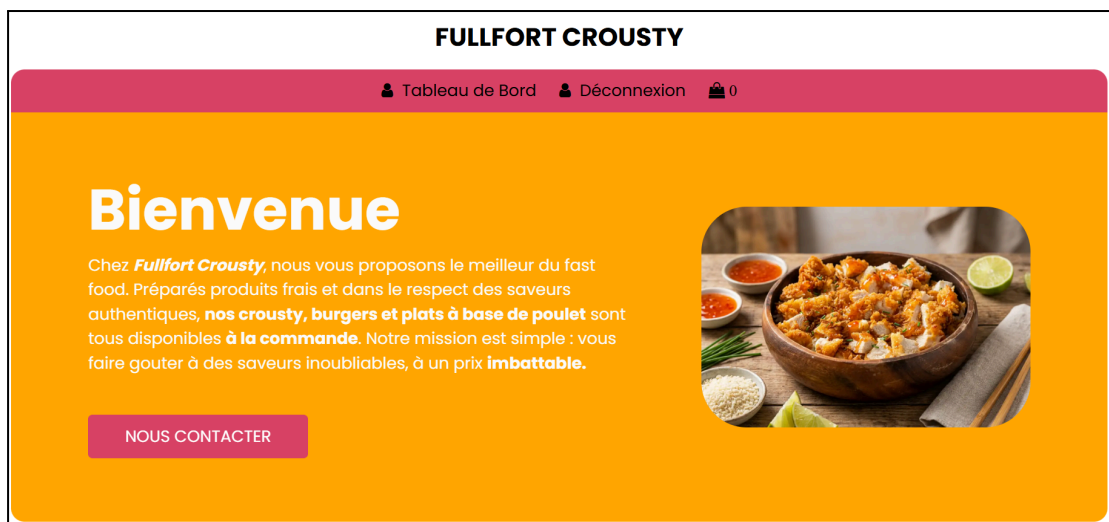 FULLFORT CROUSTY
Tableau de Bord Déconnexion 0
Bienvenue
Chez Fullfort Crousty, nous vous proposons le meilleur du fast
food. Préparés produits frais et dans le respect des saveurs
authentiques, nos crousty, burgers et plats à base de poulet sont
tous disponibles à la commande. Notre mission est simple : vous
faire gouter à des saveurs inoubliables, à un prix imbattable.
NOUS CONTACTER